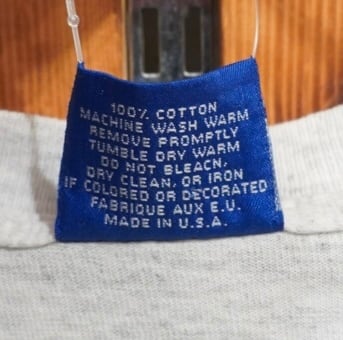 100% COTTON
MACHINE WASH WARM
REMOVE PROMPTLY
TUMBLE DRY WARM
DO NOT BLEACH,
DRY CLEAN, OR IRON
IF COLORED OR DECORATED
FABRIQUE AUX E.U.
MADE IN U.S.A.